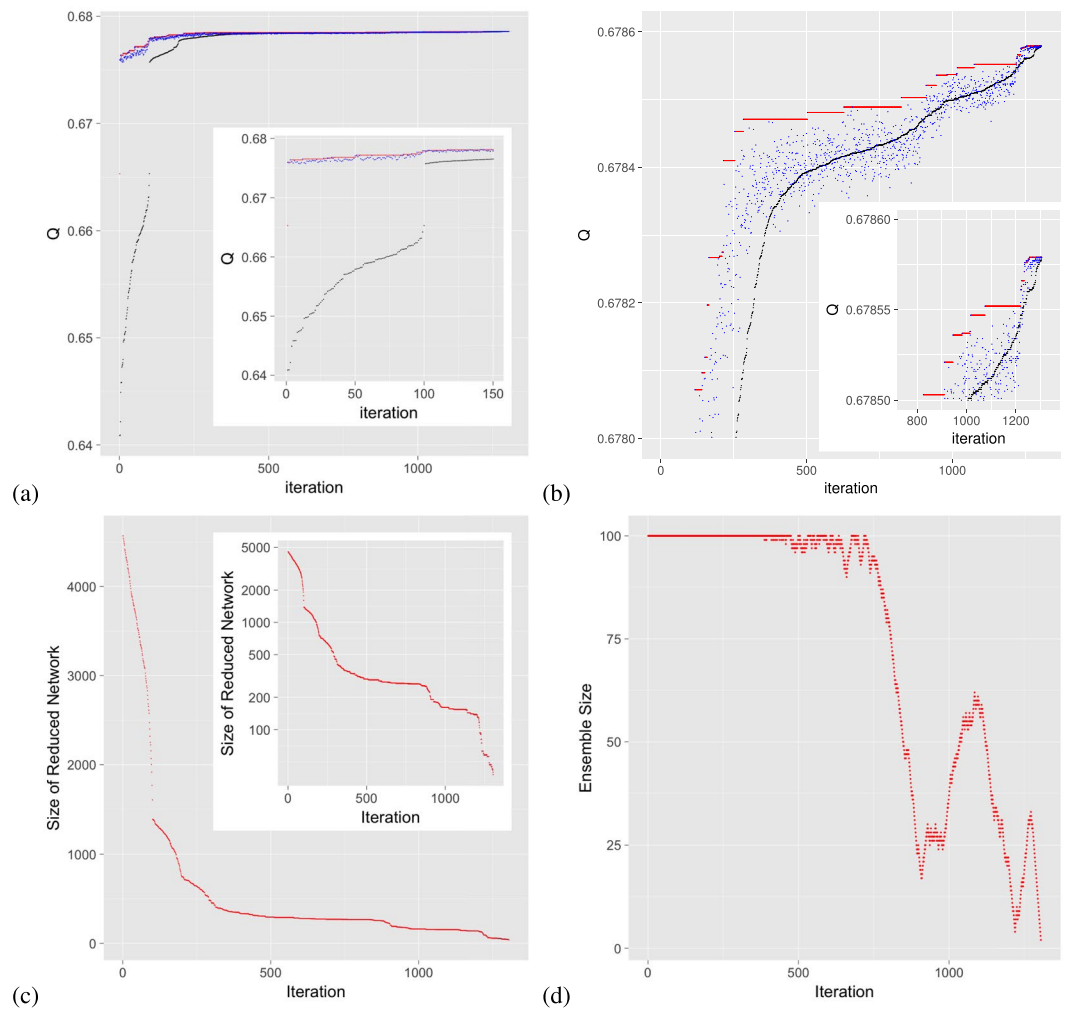 0.68
0.67
0.66
0.65
0.64
Q
0 500 1000
iteration
0.68
0.67
0.66
0.65
0.64
Q
0 50 100 150
iteration
(a)
0.6786
0.6784
0.6782
0.6780
Q
0 500 1000
iteration
0.67860
0.67855
0.67850
Q
800 1000 1200
iteration
(b)
4000
3000
2000
1000
0
Size of Reduced Network
0 500 1000
Iteration
5000
2000
1000
500
200
100
Size of Reduced Network
0 500 1000
Iteration
(c)
100
75
50
25
0
Ensemble Size
0 500 1000
Iteration
(d)